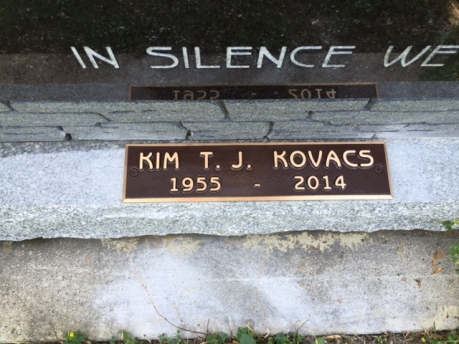 IN SILENCE WE
KIM T. J. KOVACS
1955 - 2014